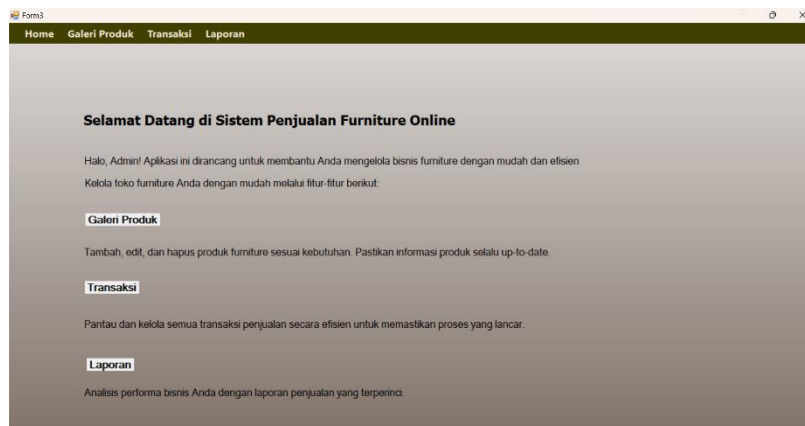 Form3
Home Galeri Produk Transaksi Laporan
Selamat Datang di Sistem Penjualan Furniture Online
Halo, Admin! Aplikasi ini dirancang untuk membantu Anda mengelola bisnis furniture dengan mudah dan efisien
Kelola toko furniture Anda dengan mudah melalui fitur-fitur berikut:
Galeri Produk
Tambah, edit, dan hapus produk furniture sesuai kebutuhan. Pastikan informasi produk selalu up-to-date.
Transaksi
Pantau dan kelola semua transaksi penjualan secara efisien untuk memastikan proses yang lancar.
Laporan
Analisis performa bisnis Anda dengan laporan penjualan yang terperinci.